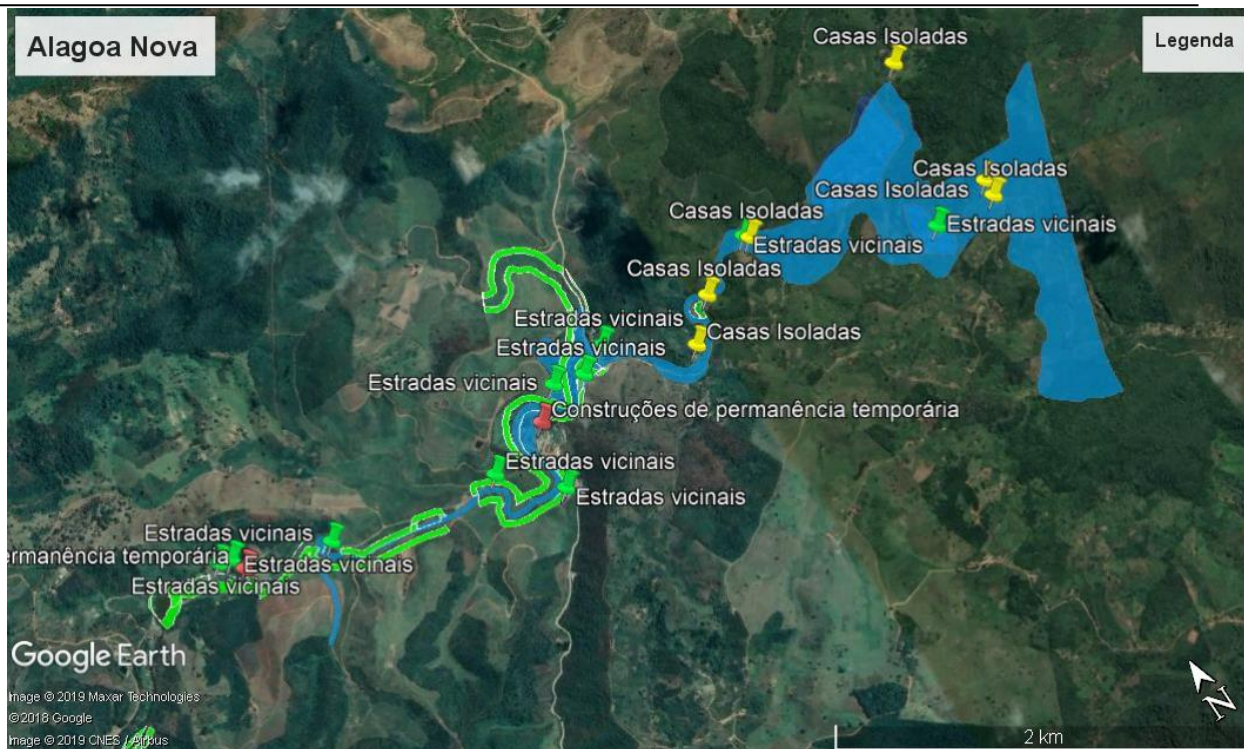 Alagoa Nova
Legenda
Casas Isoladas
Casas Isoladas
Casas Isoladas
Casas Isoladas
Estradas vicinais
Estradas vicinais
Casas Isoladas
Estradas vicinais
Casas Isoladas
Estradas vicinais
Estradas vicinais
Construções de permanência temporária
Estradas vicinais
Estradas vicinais
Estradas vicinais
ermanência temporária
Estradas vicinais
Estradas vicinais
Google Earth
Image © 2019 Maxar Technologies
© 2018 Google
Image © 2019 CNES / Airbus
N
2 km